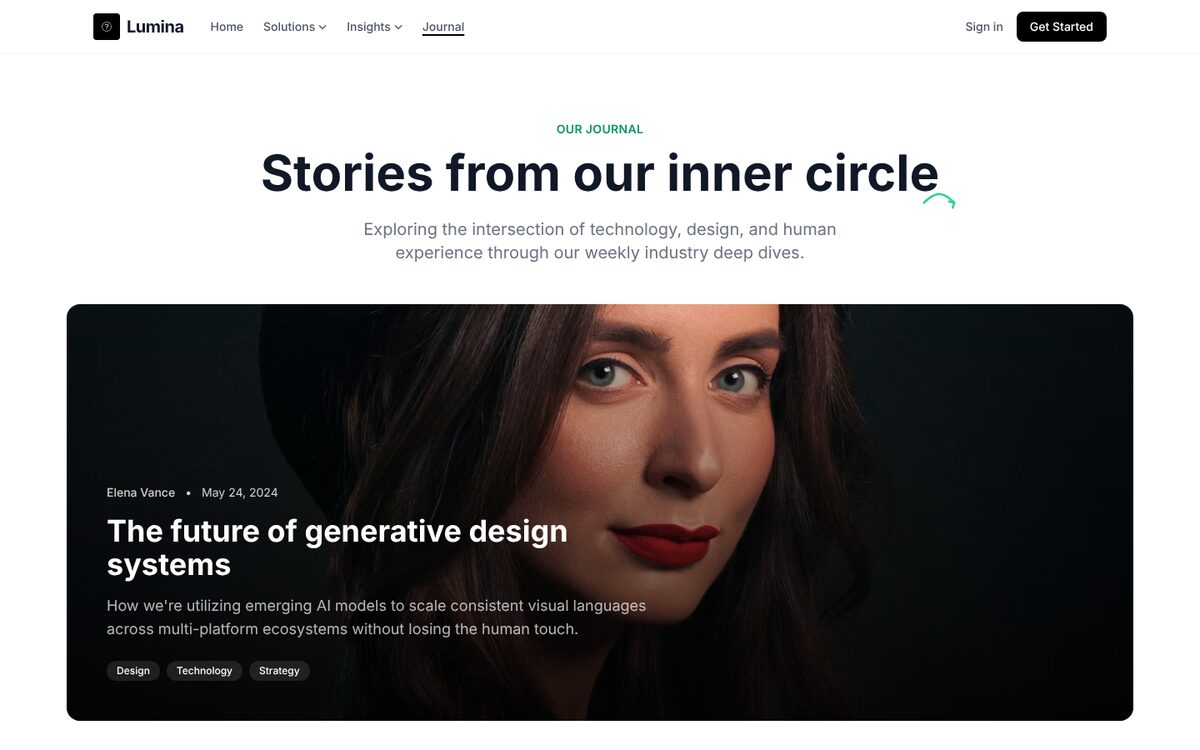 Lumina
Home
Solutions
Insights
Journal
Sign in
Get Started
OUR JOURNAL
Stories from our inner circle
Exploring the intersection of technology, design, and human
experience through our weekly industry deep dives.
Elena Vance • May 24, 2024
The future of generative design
systems
How we're utilizing emerging AI models to scale consistent visual languages
across multi-platform ecosystems without losing the human touch.
Design
Technology
Strategy